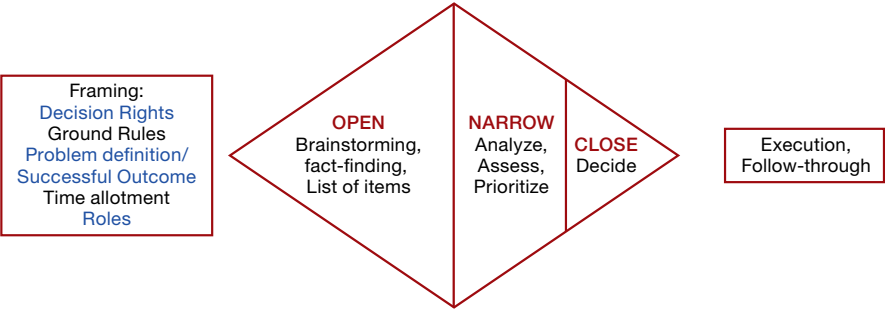 Framing:
Decision Rights
Ground Rules
Problem definition/
Successful Outcome
Time allotment
Roles
OPEN
Brainstorming,
fact-finding,
List of items
NARROW
Analyze,
Assess,
Prioritize
CLOSE
Decide
Execution,
Follow-through